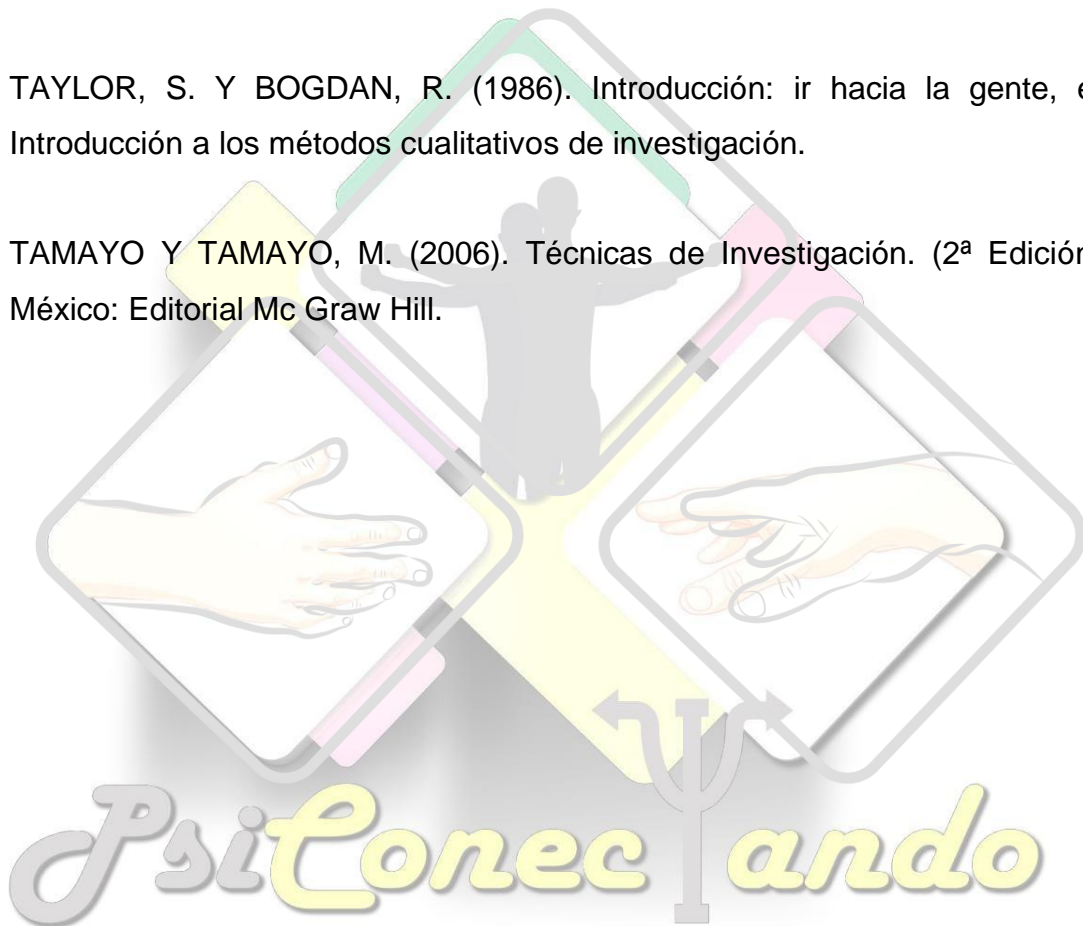 TAYLOR, S. Y BOGDAN, R. (1986). Introducción: ir hacia la gente, e
Introducción a los métodos cualitativos de investigación.
TAMAYO Y TAMAYO, M. (2006). Técnicas de Investigación. (2ª Edición
México: Editorial Mc Graw Hill.
PsiConecΨando